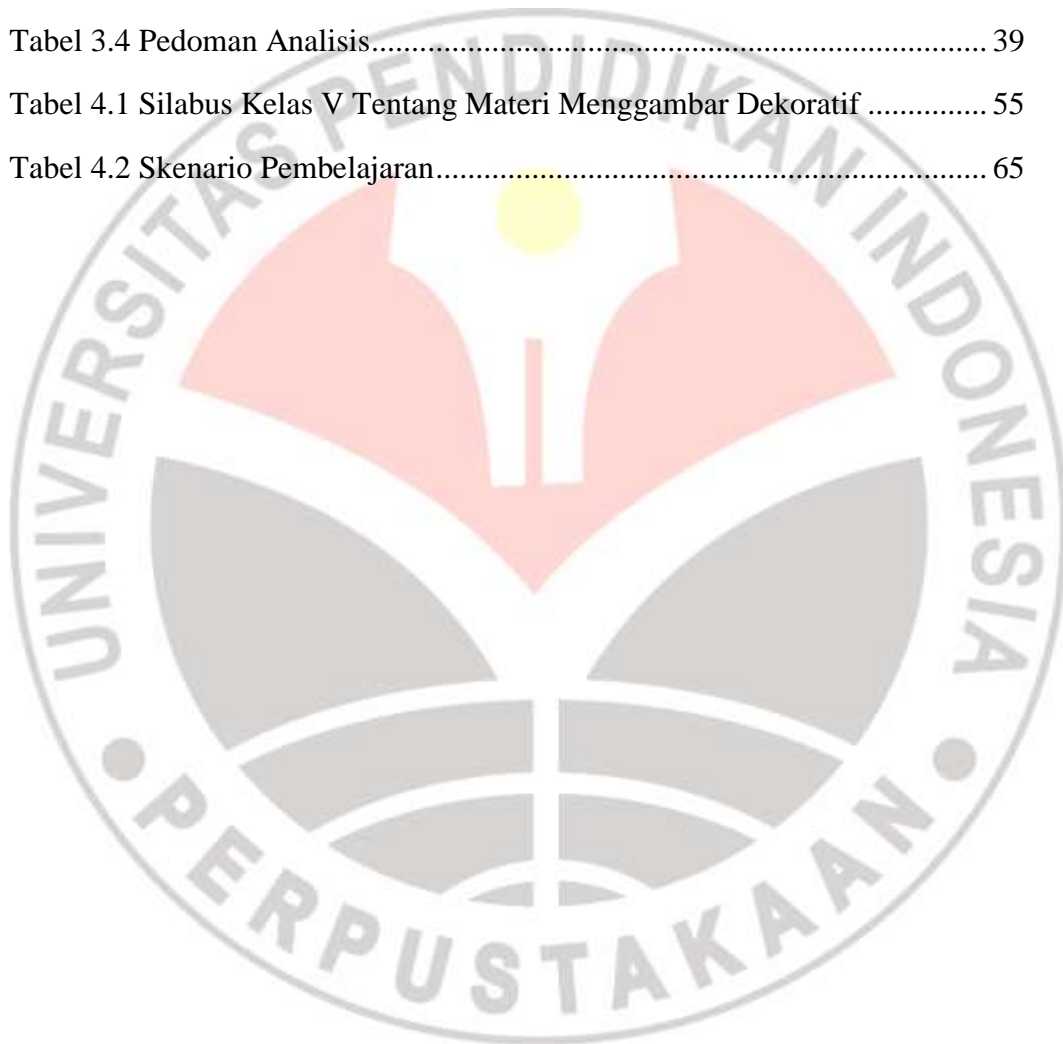 Tabel 3.4 Pedoman Analisis............................................................................ 39
Tabel 4.1 Silabus Kelas V Tentang Materi Menggambar Dekoratif ............... 55
Tabel 4.2 Skenario Pembelajaran.................................................................... 65
UNIVERSITAS PENDIDIKAN INDONESIA
PERPUSTAKAAN